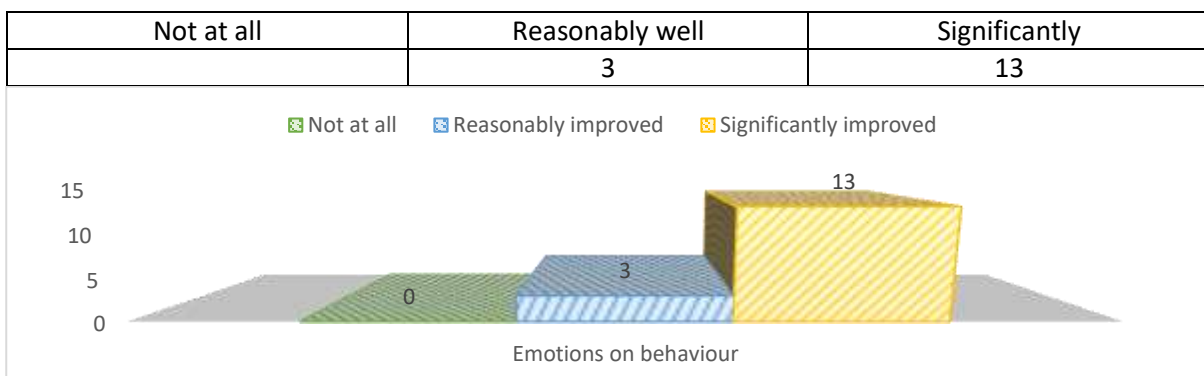 Not at all Reasonably well Significantly
3 13
Not at all Reasonably improved Significantly improved
13
15
10
5
3
0
0
Emotions on behaviour